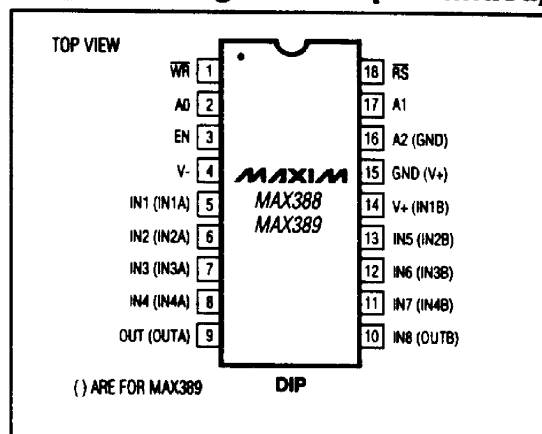 TOP VIEW
W̅R̅ 1
A0 2
EN 3
V- 4
IN1 (IN1A) 5
IN2 (IN2A) 6
IN3 (IN3A) 7
IN4 (IN4A) 8
OUT (OUTA) 9
MAXIM
MAX388
MAX389
18 R̅S̅
17 A1
16 A2 (GND)
15 GND (V+)
14 V+ (IN1B)
13 IN5 (IN2B)
12 IN6 (IN3B)
11 IN7 (IN4B)
10 IN8 (OUTB)
( ) ARE FOR MAX389
DIP